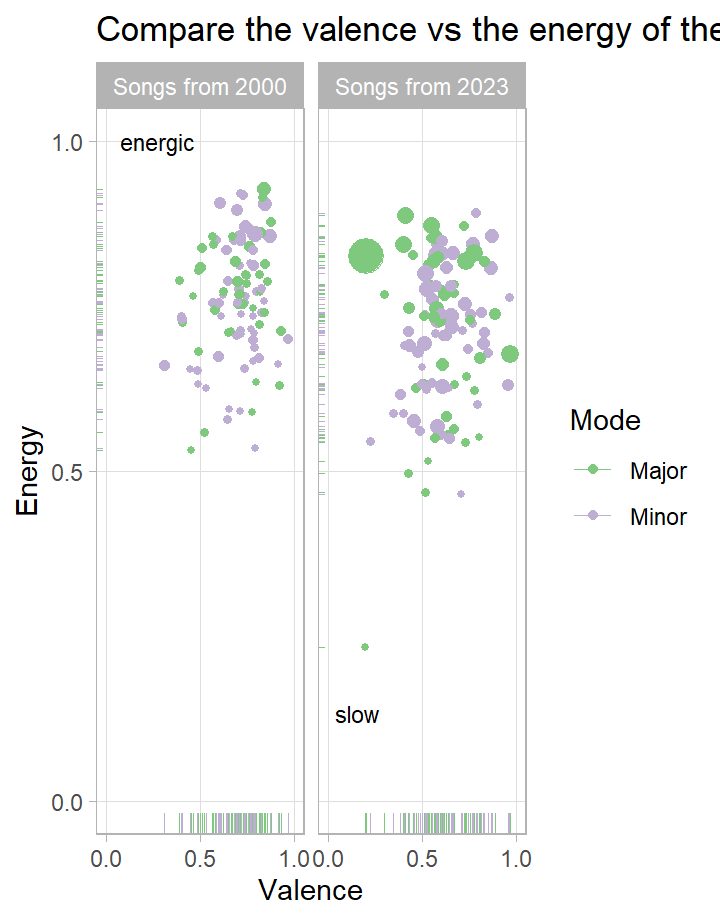 Compare the valence vs the energy of the
Songs from 2000 Songs from 2023
1.0
energic
Mode
Major
Minor
Energy
0.5
slow
0.0
0.0 0.5 1.0 0.0 0.5 1.0
Valence